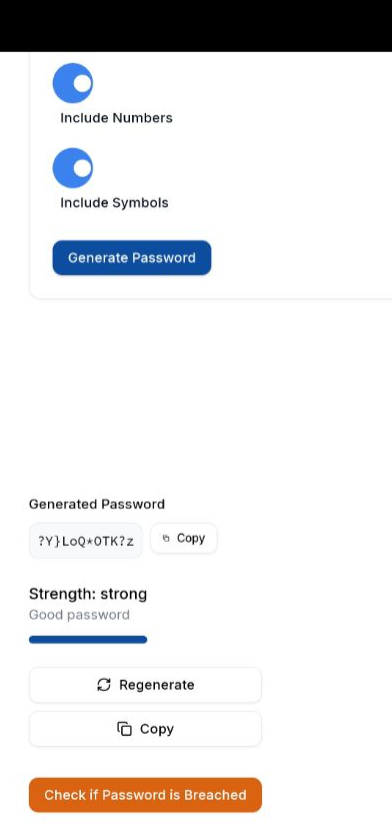 Include Numbers
Include Symbols
Generate Password
Generated Password
?Y}LoQ*OTK?z
Copy
Strength: strong
Good password
Regenerate
Copy
Check if Password is Breached